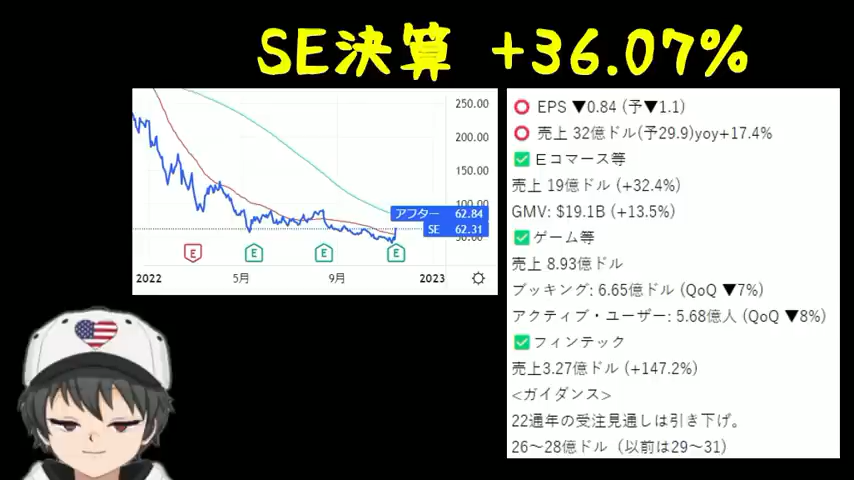 SE決算 +36.07%
250.00
200.00
150.00
100.00
アフター 62.84
SE 62.31
50.00
E E E E
2022 5月 9月 2023
⭕ EPS ▼0.84 (予▼1.1)
⭕ 売上 32億ドル(予29.9)yoy+17.4%
✅Eコマース等
売上 19億ドル (+32.4%)
GMV: $19.1B (+13.5%)
✅ゲーム等
売上 8.93億ドル
ブッキング: 6.65億ドル (QoQ ▼7%)
アクティブ・ユーザー: 5.68億人 (QoQ ▼8%)
✅フィンテック
売上3.27億ドル (+147.2%)
<ガイダンス>
22通年の受注見通しは引き下げ。
26～28億ドル（以前は29～31）